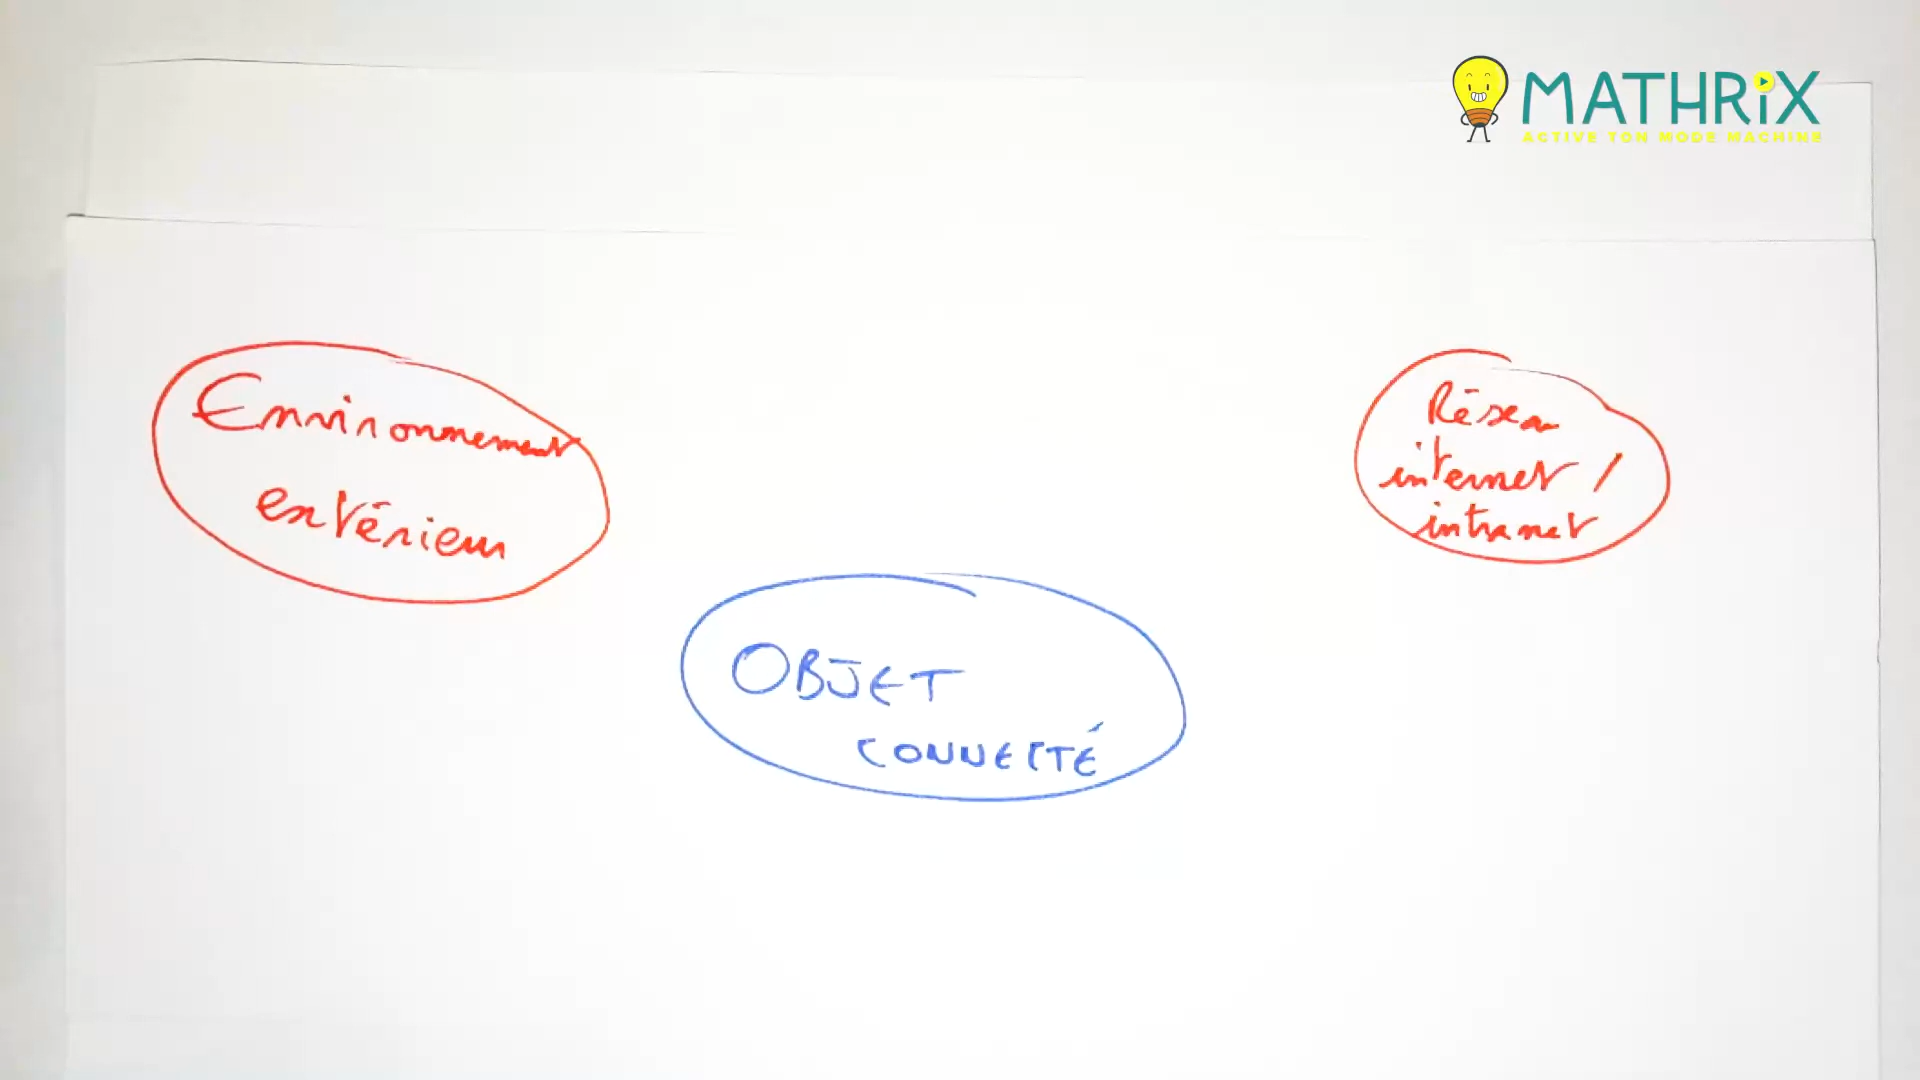 MATHRiX
ACTIVE TON MODE MACHINE
Environnement
extérieur
Réseau
internet /
intranet
OBJET
CONNECTÉ